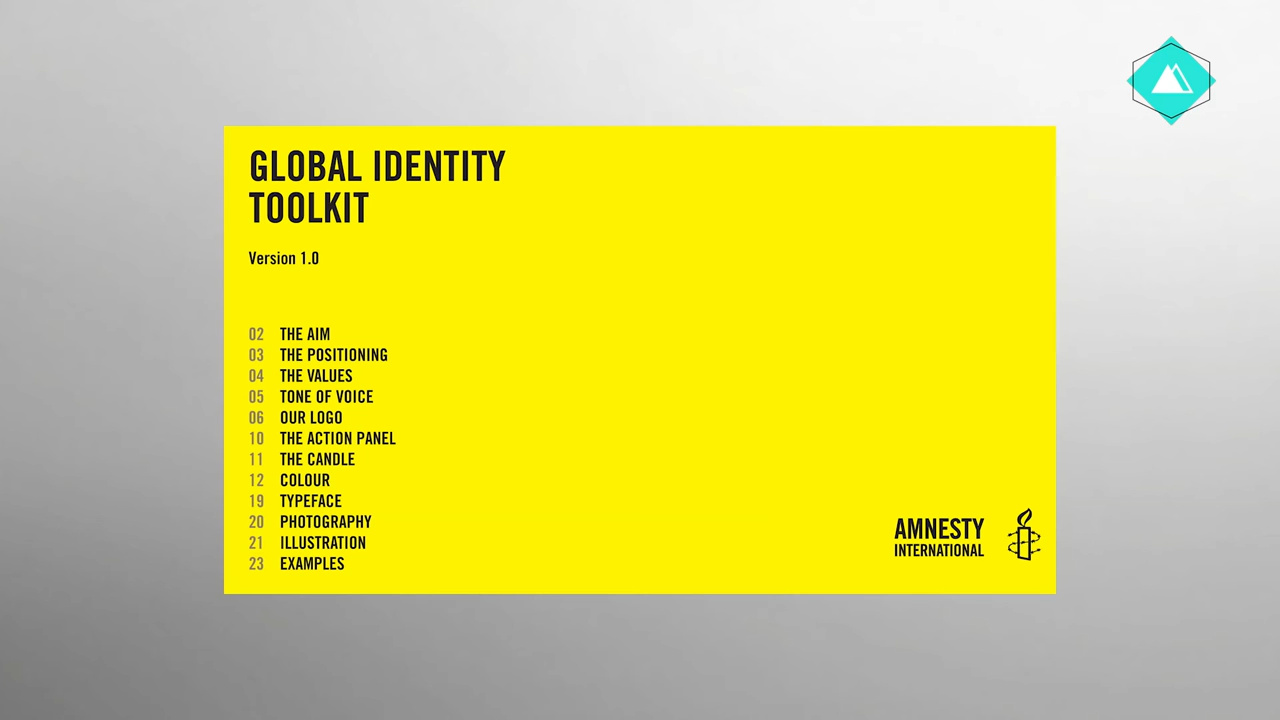 GLOBAL IDENTITY
TOOLKIT
Version 1.0
02 THE AIM
03 THE POSITIONING
04 THE VALUES
05 TONE OF VOICE
06 OUR LOGO
10 THE ACTION PANEL
11 THE CANDLE
12 COLOUR
19 TYPEFACE
20 PHOTOGRAPHY
21 ILLUSTRATION
23 EXAMPLES
AMNESTY
INTERNATIONAL